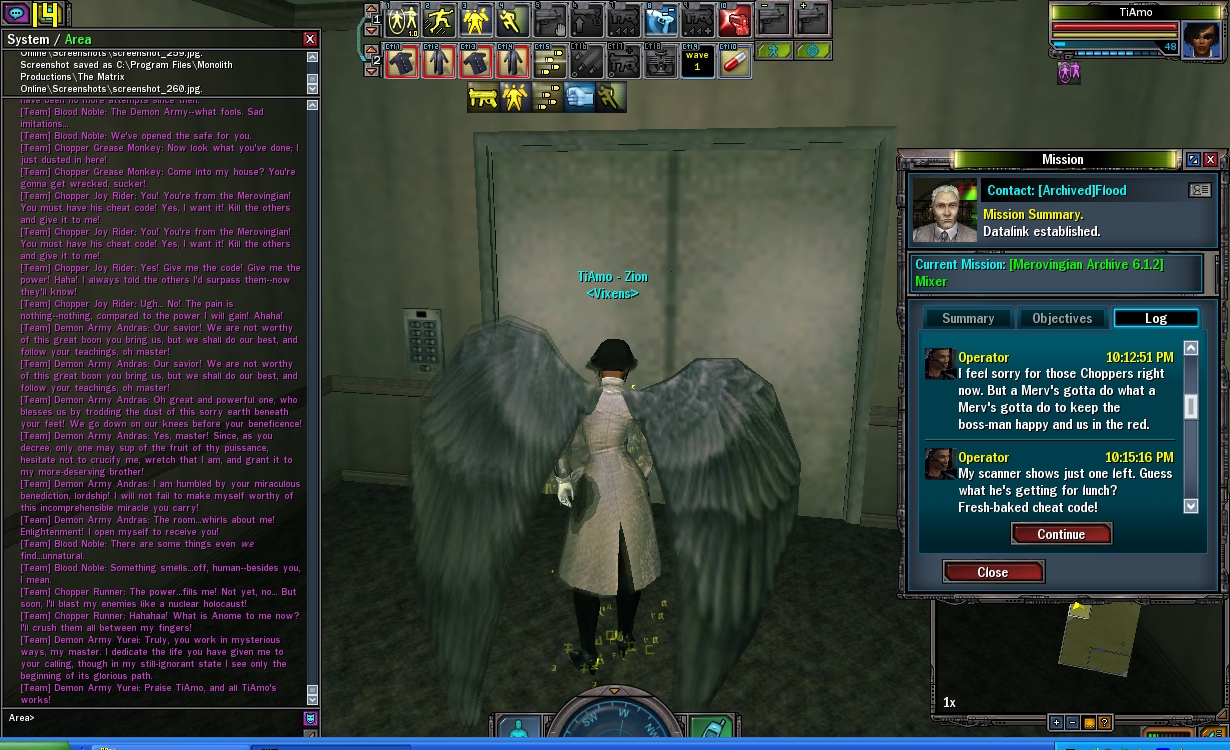 System / Area
Online\Screenshots\screenshot_259.jpg.
Screenshot saved as C:\Program Files\Monolith
Productions\The Matrix
Online\Screenshots\screenshot_260.jpg.
have been no more attempts since then.
[Team] Blood Noble: The Demon Army--what fools. Sad
imitations...
[Team] Blood Noble: We've opened the safe for you.
[Team] Chopper Grease Monkey: Now look what you've done; I
just dusted in here!
[Team] Chopper Grease Monkey: Come into my house? You're
gonna get wrecked, sucker!
[Team] Chopper Joy Rider: You! You're from the Merovingian!
You must have his cheat code! Yes, I want it! Kill the others
and give it to me!
[Team] Chopper Joy Rider: You! You're from the Merovingian!
You must have his cheat code! Yes, I want it! Kill the others
and give it to me!
[Team] Chopper Joy Rider: Yes! Give me the code! Give me the
power! Haha! I always told the others I'd surpass them--now
they'll know!
[Team] Chopper Joy Rider: Ugh... No! The pain is
nothing--nothing, compared to the power I will gain! Ahaha!
[Team] Demon Army Andras: Our savior! We are not worthy
of this great boon you bring us, but we shall do our best, and
follow your teachings, oh master!
[Team] Demon Army Andras: Our savior! We are not worthy
of this great boon you bring us, but we shall do our best, and
follow your teachings, oh master!
[Team] Demon Army Andras: Oh great and powerful one, who
blesses us by trodding the dust of this sorry earth beneath
your feet! We go down on our knees before your beneficence!
[Team] Demon Army Andras: Yes, master! Since, as you
decree, only one may sup of the fruit of thy puissance,
hesitate not to crucify me, wretch that I am, and grant it to
my more-deserving brother!
[Team] Demon Army Andras: I am humbled by your miraculous
benediction, lordship! I will not fail to make myself worthy of
this incomprehensible miracle you carry!
[Team] Demon Army Andras: The room...whirls about me!
Enlightenment! I open myself to receive you!
[Team] Blood Noble: There are some things even we
find...unnatural.
[Team] Blood Noble: Something smells...off, human--besides you,
I mean.
[Team] Chopper Runner: The power...fills me! Not yet, no... But
soon, I'll blast my enemies like a nuclear holocaust!
[Team] Chopper Runner: Hahahaa! What is Anome to me now?
I'll crush them all between my fingers!
[Team] Demon Army Yurei: Truly, you work in mysterious
ways, my master. I dedicate the life you have given me to
your calling, though in my still-ignorant state I see only the
beginning of its glorious path.
[Team] Demon Army Yurei: Praise TiAmo, and all TiAmo's
works!
Area>
1
2
1.0
wave
1
TiAmo - Zion
<Vixens>
TiAmo
48
Mission
Contact: [Archived]Flood
Mission Summary.
Datalink established.
Current Mission: [Merovingian Archive 6.1.2]
Mixer
Summary
Objectives
Log
Operator 10:12:51 PM
I feel sorry for those Choppers right
now. But a Merv's gotta do what a
Merv's gotta do to keep the
boss-man happy and us in the red.
Operator 10:15:16 PM
My scanner shows just one left. Guess
what he's getting for lunch?
Fresh-baked cheat code!
Continue
Close
1x
SW
W